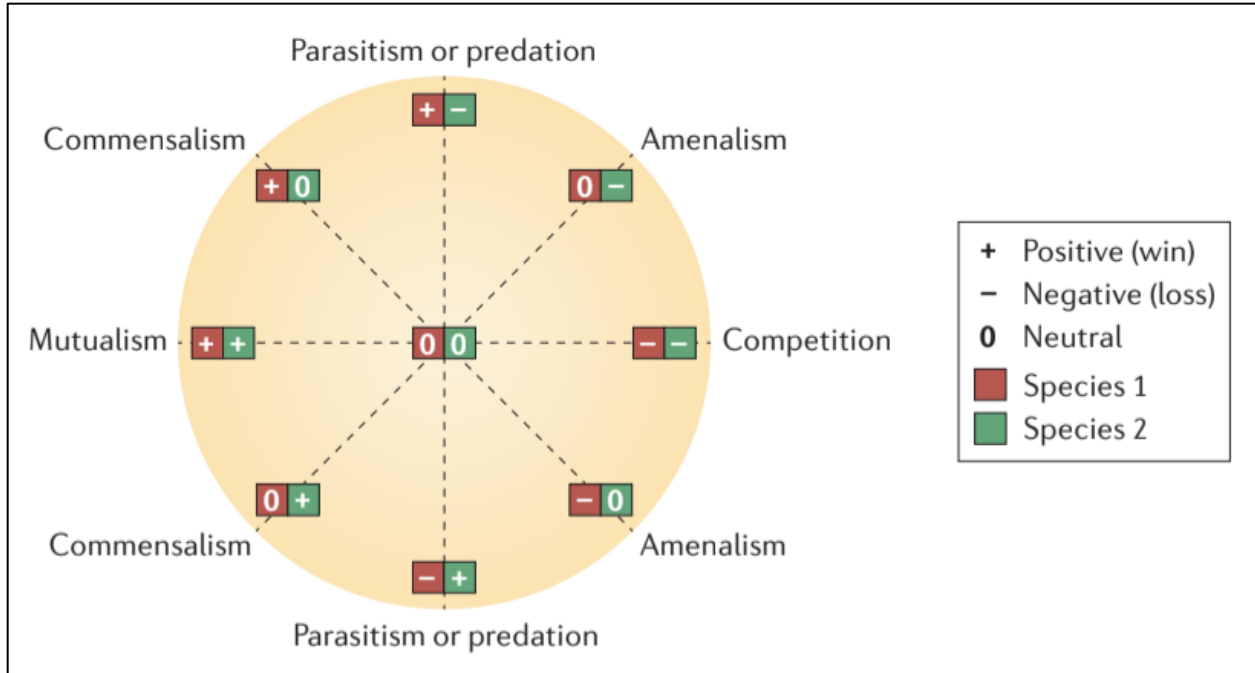 Parasitism or predation
+ −
Commensalism
+ 0
Amenalism
0 −
Mutualism
+ +
0 0
− −
Competition
0 +
Commensalism
− 0
Amenalism
− +
Parasitism or predation
+ Positive (win)
− Negative (loss)
0 Neutral
Species 1
Species 2